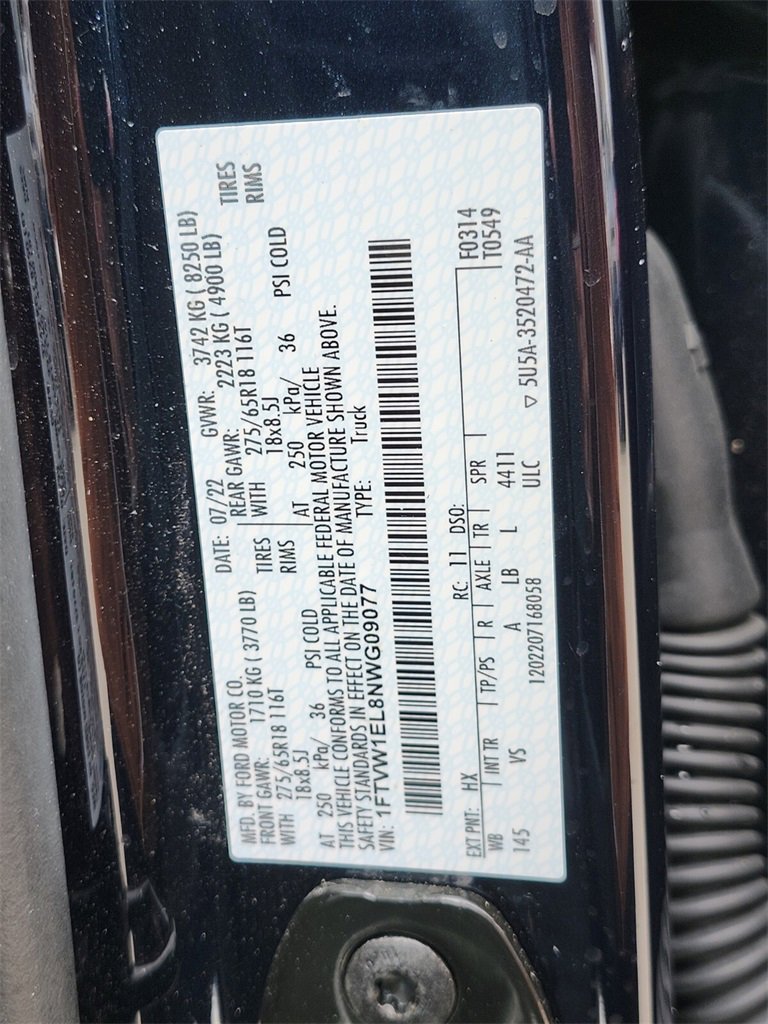 MFD. BY FORD MOTOR CO.
DATE: 07/22 GVWR: 3742 KG ( 8250 LB)
FRONT GAWR: 1710 KG ( 3770 LB) REAR GAWR: 2223 KG ( 4900 LB)
WITH 275/65R18 116T TIRES WITH 275/65R18 116T TIRES
18x8.5J RIMS 18x8.5J RIMS
AT 250 kPa/ 36 PSI COLD AT 250 kPa/ 36 PSI COLD
THIS VEHICLE CONFORMS TO ALL APPLICABLE FEDERAL MOTOR VEHICLE
SAFETY STANDARDS IN EFFECT ON THE DATE OF MANUFACTURE SHOWN ABOVE.
VIN: 1FTVW1EL8NWG09077 TYPE: Truck
F0314
T0549
EXT PNT: HX RC: 11 DSO:
WB INT TR TP/PS R AXLE TR SPR
145 VS A LB L 4411
ULC
1202207168058 ▽ 5U5A-3520472-AA